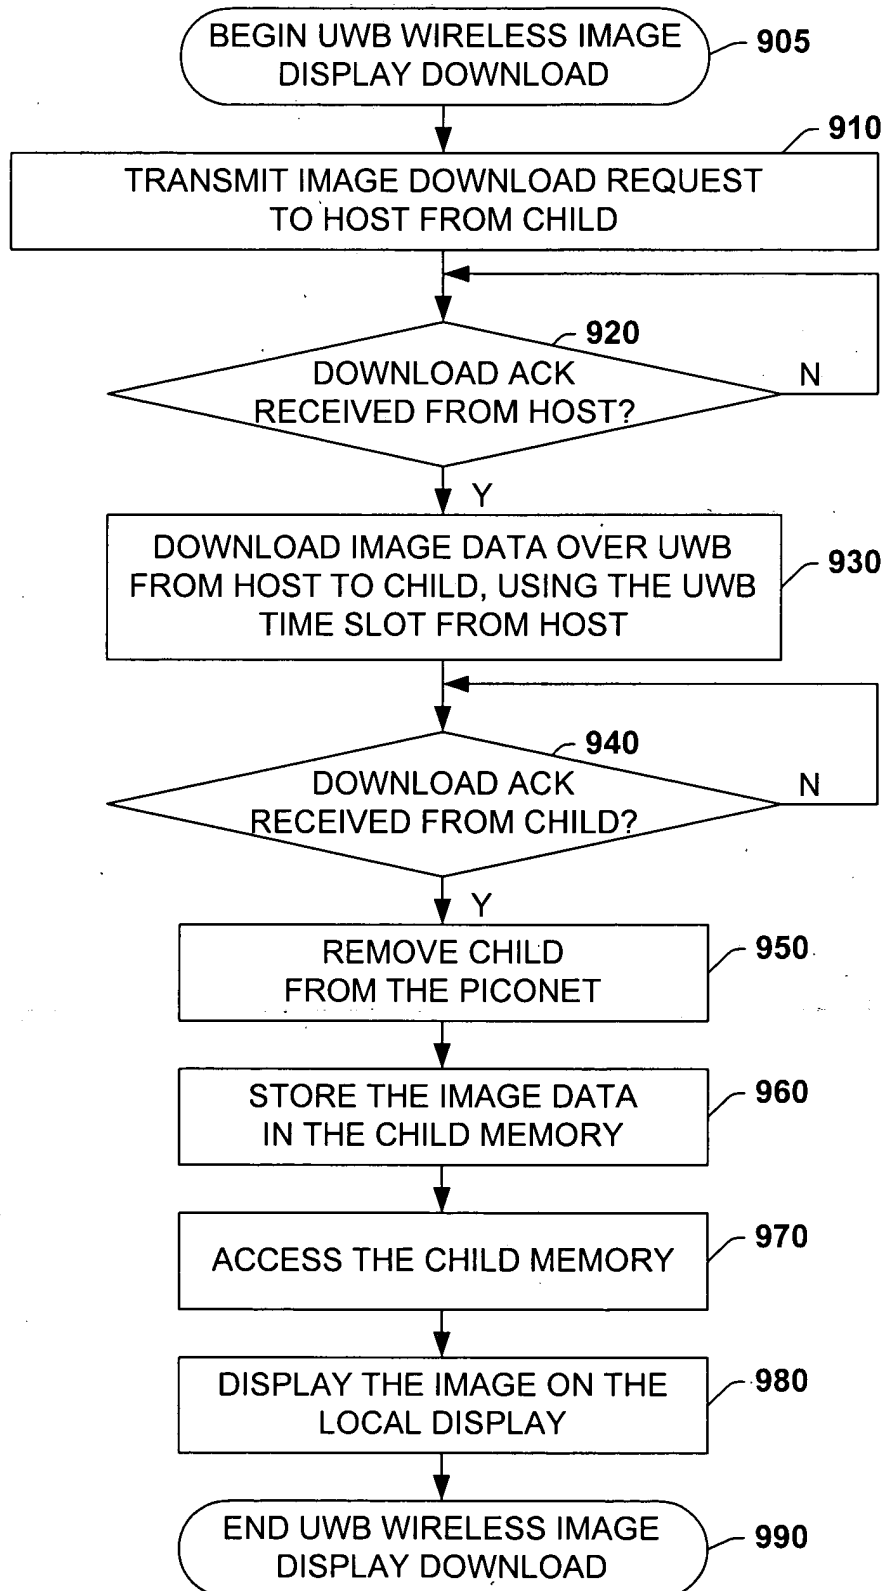 BEGIN UWB WIRELESS IMAGE
DISPLAY DOWNLOAD
905
910
TRANSMIT IMAGE DOWNLOAD REQUEST
TO HOST FROM CHILD
920
DOWNLOAD ACK
RECEIVED FROM HOST?
N
Y
DOWNLOAD IMAGE DATA OVER UWB
FROM HOST TO CHILD, USING THE UWB
TIME SLOT FROM HOST
930
940
DOWNLOAD ACK
RECEIVED FROM CHILD?
N
Y
REMOVE CHILD
FROM THE PICONET
950
STORE THE IMAGE DATA
IN THE CHILD MEMORY
960
ACCESS THE CHILD MEMORY
970
DISPLAY THE IMAGE ON THE
LOCAL DISPLAY
980
END UWB WIRELESS IMAGE
DISPLAY DOWNLOAD
990